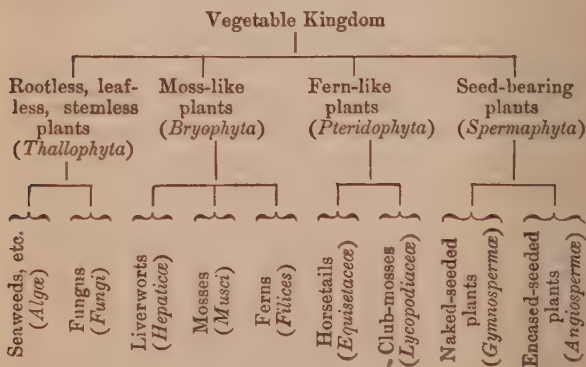 Vegetable Kingdom
Rootless, leaf-
less, stemless
plants
(Thallophyta)
Moss-like
plants
(Bryophyta)
Fern-like
plants
(Pteridophyta)
Seed-bearing
plants
(Spermaphyta)
Seaweeds, etc.
(Algæ)
Fungus
(Fungi)
Liverworts
(Hepaticæ)
Mosses
(Musci)
Ferns
(Filices)
Horsetails
(Equisetaceæ)
Club-mosses
(Lycopodiaceæ)
Naked-seeded
plants
(Gymnospermæ)
Encased-seeded
plants
(Angiospermæ)